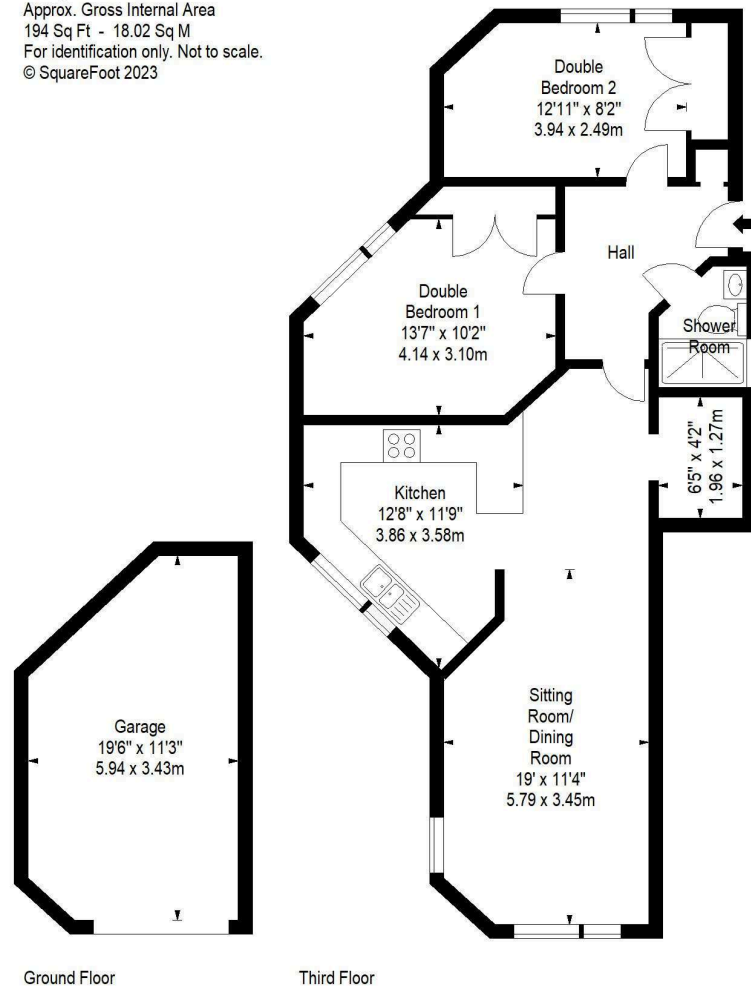 Approx. Gross Internal Area
194 Sq Ft - 18.02 Sq M
For identification only. Not to scale.
© SquareFoot 2023
Double
Bedroom 2
12'11" x 8'2"
3.94 x 2.49m
Hall
Double
Bedroom 1
13'7" x 10'2"
4.14 x 3.10m
Shower
Room
6'5" x 4'2"
1.96 x 1.27m
Kitchen
12'8" x 11'9"
3.86 x 3.58m
Sitting
Room/
Dining
Room
19' x 11'4"
5.79 x 3.45m
Garage
19'6" x 11'3"
5.94 x 3.43m
Ground Floor
Third Floor